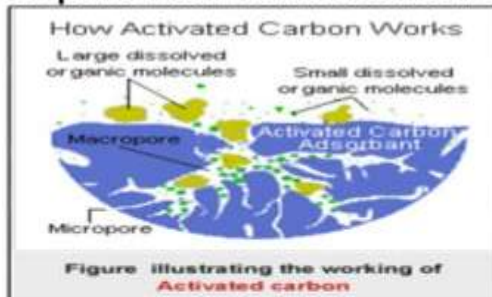 How Activated Carbon Works
Large dissolved
organic molecules
Small dissolved
organic molecules
Activated Carbon
Adsorbant
Macropore
Micropore
Figure illustrating the working of
Activated carbon